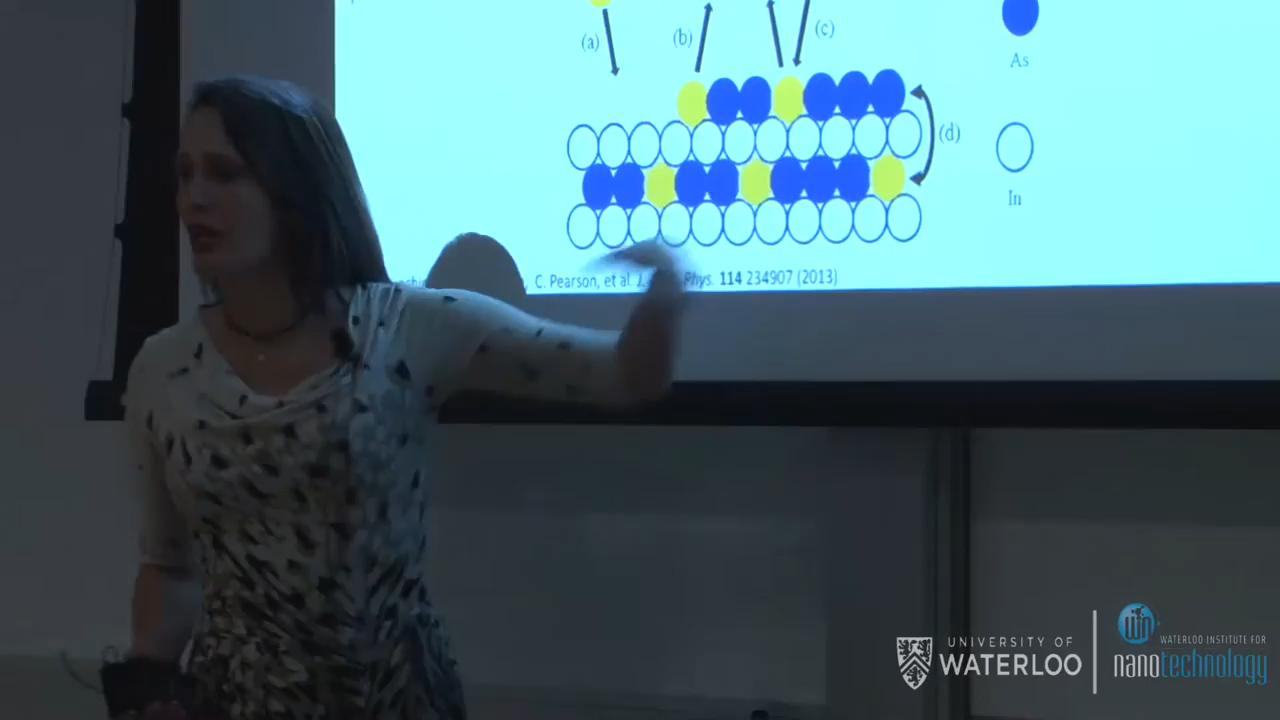 (a)
(b)
(c)
As
(d)
In
C. Pearson, et al. Phys. 114 234907 (2013)
UNIVERSITY OF
WATERLOO
WATERLOO INSTITUTE FOR
nanotechnology